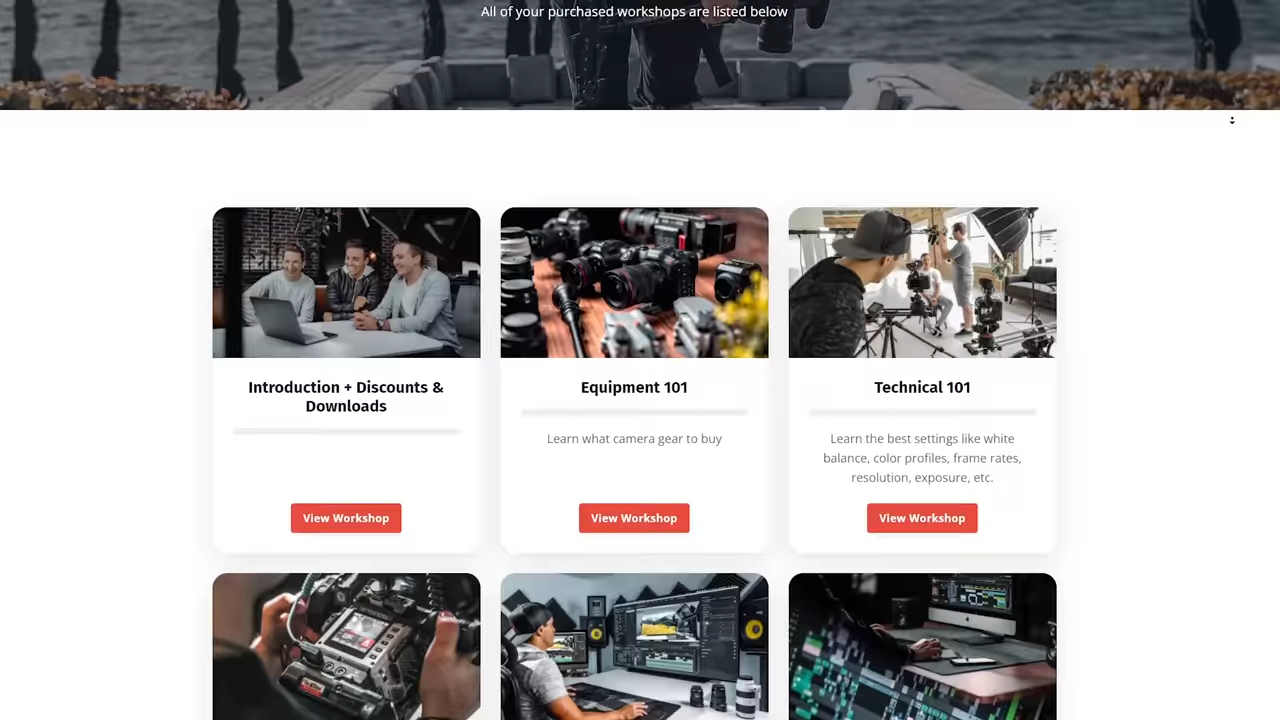 All of your purchased workshops are listed below
Introduction + Discounts &
Downloads
View Workshop
Equipment 101
Learn what camera gear to buy
View Workshop
Technical 101
Learn the best settings like white
balance, color profiles, frame rates,
resolution, exposure, etc.
View Workshop